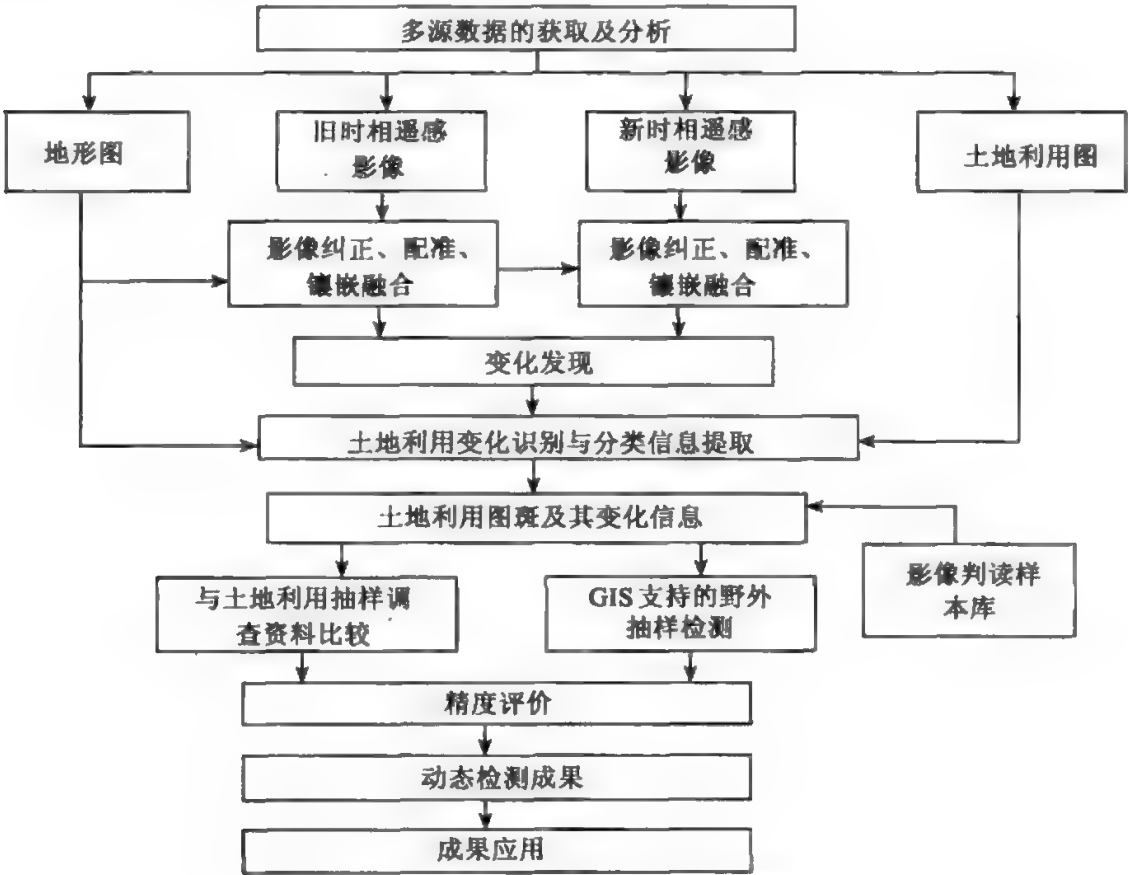 多源数据的获取及分析
地形图
旧时相遥感
影像
新时相遥感
影像
土地利用图
影像纠正、配准、
镶嵌融合
影像纠正、配准、
镶嵌融合
变化发现
土地利用变化识别与分类信息提取
土地利用图斑及其变化信息
影像判读样
本库
与土地利用抽样调
查资料比较
GIS支持的野外
抽样检测
精度评价
动态检测成果
成果应用